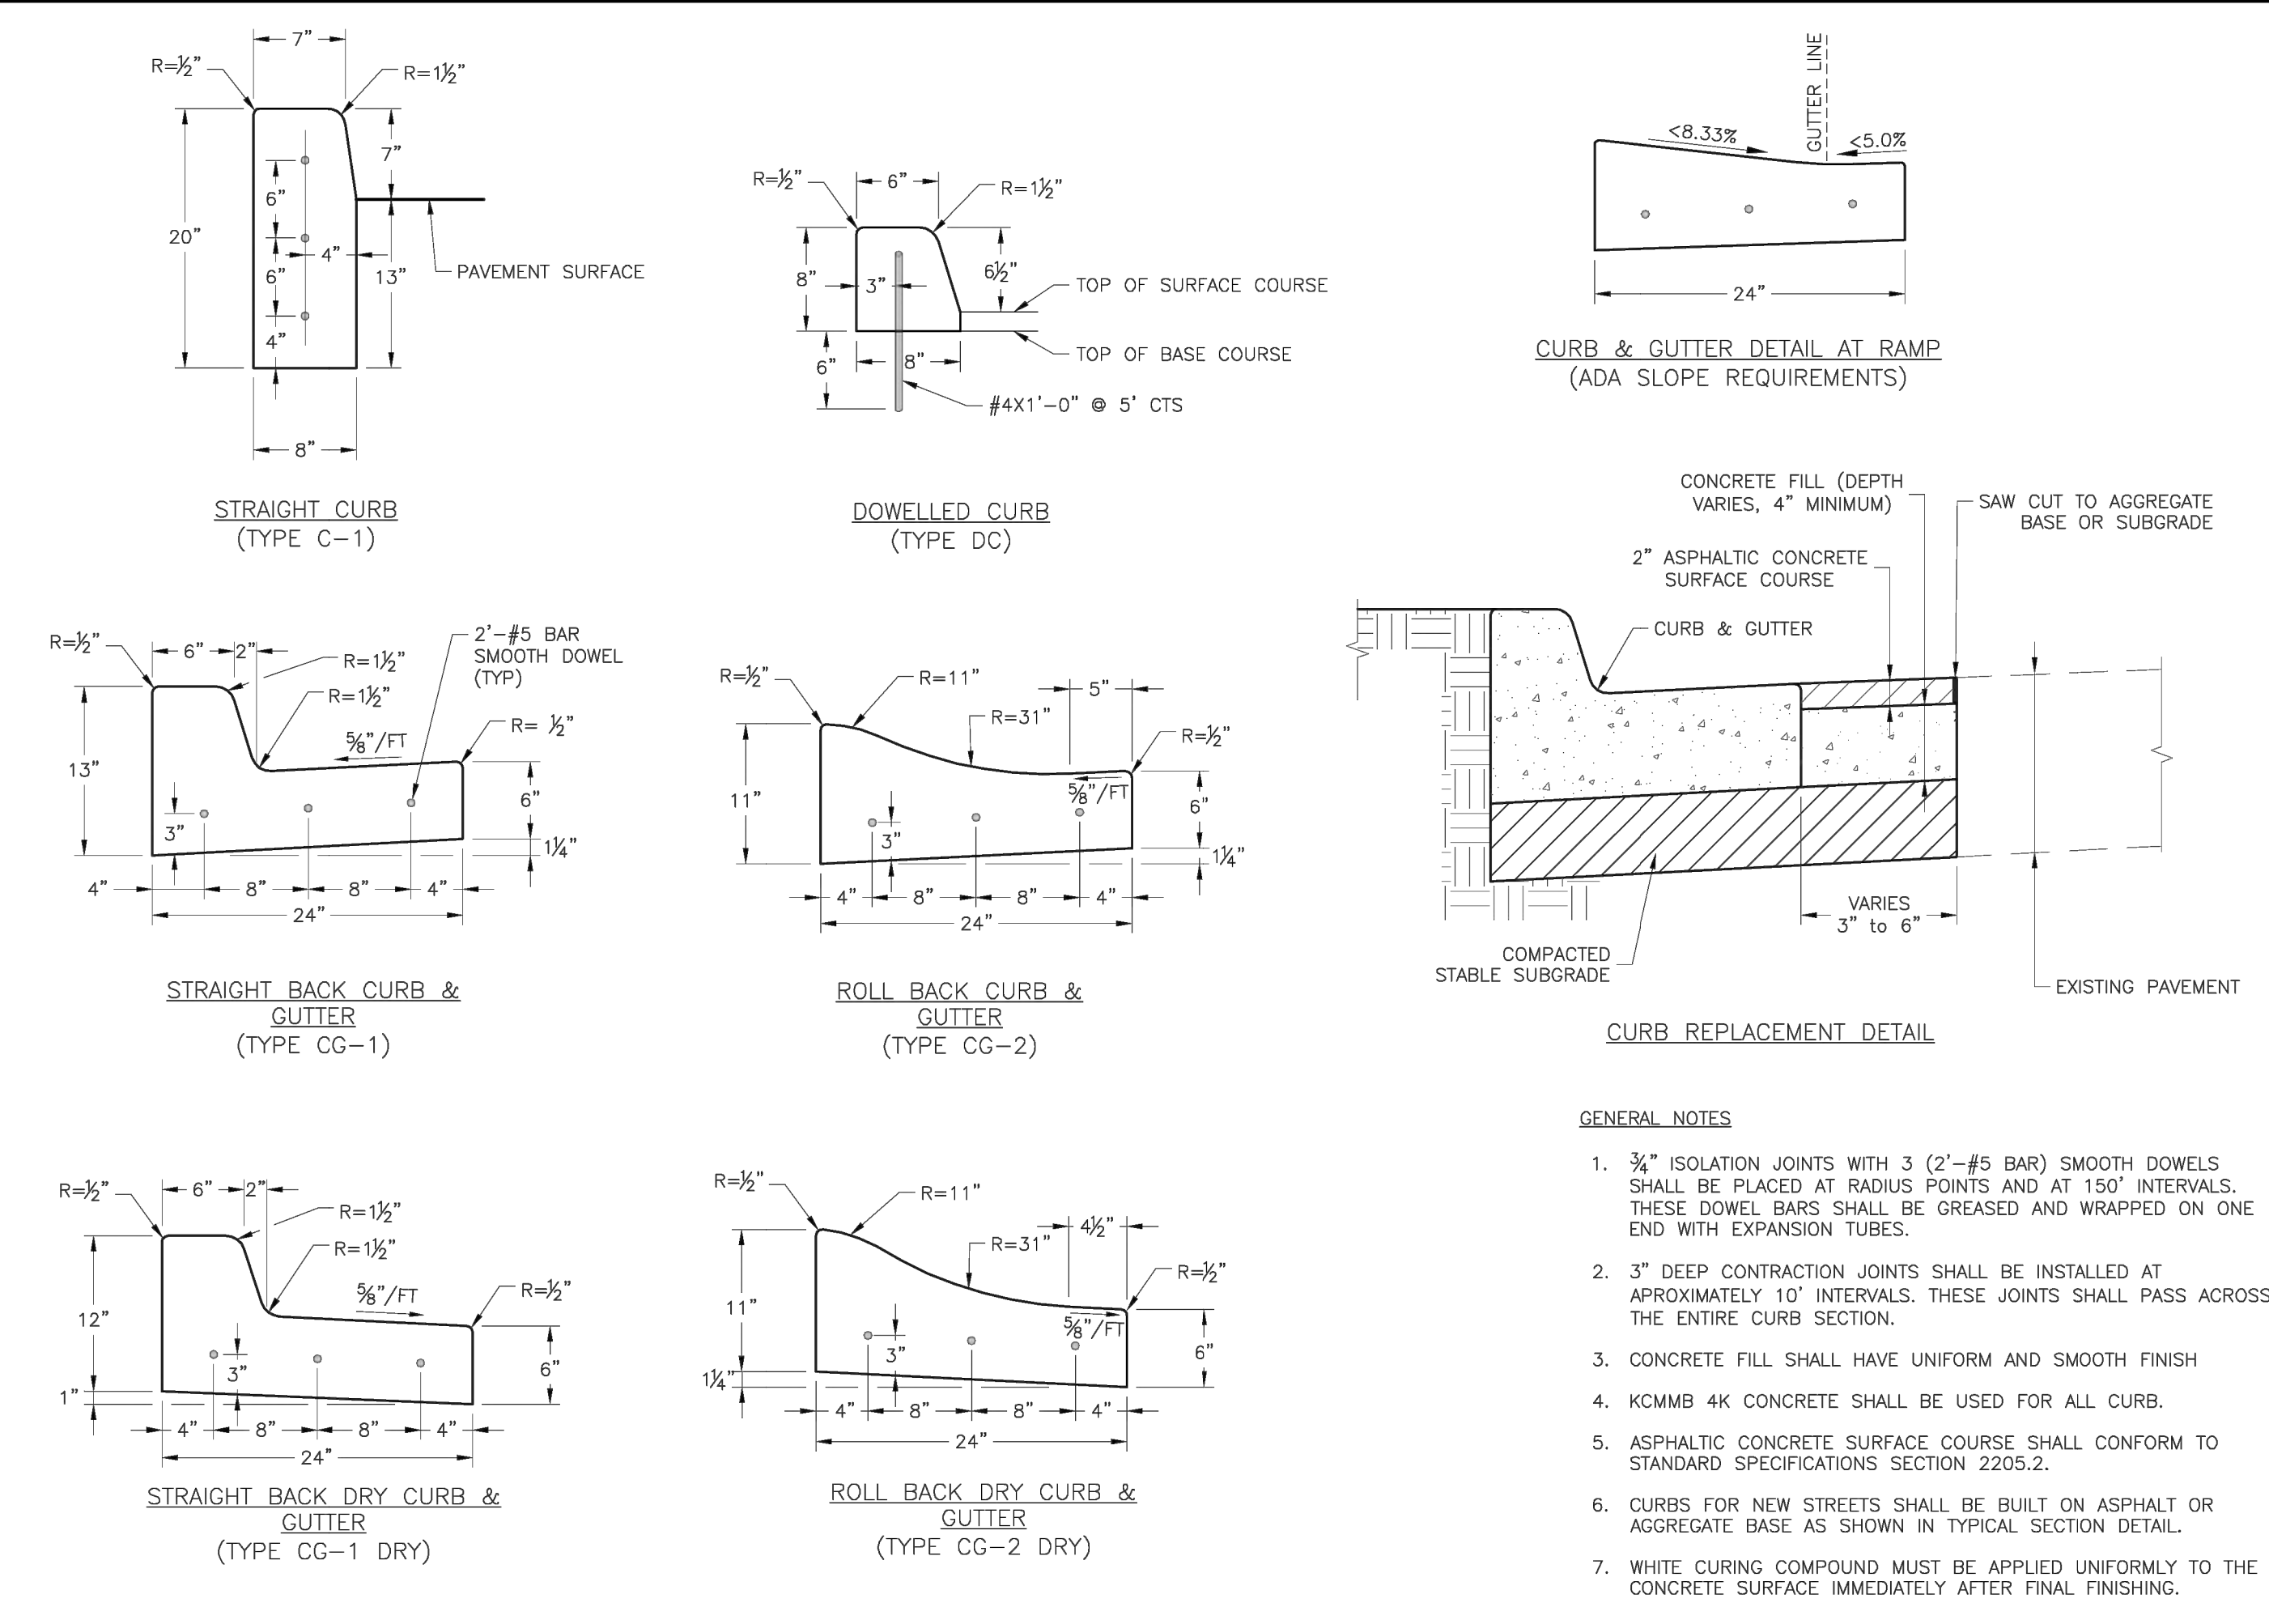 7"
R=½"
R=1½"
7"
6"
20"
4"
6"
13"
PAVEMENT SURFACE
4"
8"
STRAIGHT CURB
(TYPE C-1)
R=½"
6"
R=1½"
8"
3"
6½"
TOP OF SURFACE COURSE
TOP OF BASE COURSE
6"
8"
#4X1'-0" @ 5' CTS
DOWELLED CURB
(TYPE DC)
GUTTER LINE
<8.33%
<5.0%
24"
CURB & GUTTER DETAIL AT RAMP
(ADA SLOPE REQUIREMENTS)
R=½"
6"
2"
R=1½"
R=1½"
2'-#5 BAR
SMOOTH DOWEL
(TYP)
R= ½"
⅝"/FT
13"
3"
6"
1¼"
4"
8"
8"
4"
24"
STRAIGHT BACK CURB &
GUTTER
(TYPE CG-1)
R=½"
R=11"
R=31"
5"
R=½"
11"
⅝"/FT
6"
3"
1¼"
4"
8"
8"
4"
24"
ROLL BACK CURB &
GUTTER
(TYPE CG-2)
CONCRETE FILL (DEPTH
VARIES, 4" MINIMUM)
SAW CUT TO AGGREGATE
BASE OR SUBGRADE
2" ASPHALTIC CONCRETE
SURFACE COURSE
CURB & GUTTER
VARIES
3" to 6"
COMPACTED
STABLE SUBGRADE
EXISTING PAVEMENT
CURB REPLACEMENT DETAIL
R=½"
6"
2"
R=1½"
R=1½"
⅝"/FT
R=½"
12"
3"
6"
1"
4"
8"
8"
4"
24"
STRAIGHT BACK DRY CURB &
GUTTER
(TYPE CG-1 DRY)
R=½"
R=11"
R=31"
4½"
R=½"
11"
⅝"/FT
3"
6"
1¼"
4"
8"
8"
4"
24"
ROLL BACK DRY CURB &
GUTTER
(TYPE CG-2 DRY)
GENERAL NOTES
1. ¾" ISOLATION JOINTS WITH 3 (2'-#5 BAR) SMOOTH DOWELS
SHALL BE PLACED AT RADIUS POINTS AND AT 150' INTERVALS.
THESE DOWEL BARS SHALL BE GREASED AND WRAPPED ON ONE
END WITH EXPANSION TUBES.
2. 3" DEEP CONTRACTION JOINTS SHALL BE INSTALLED AT
APROXIMATELY 10' INTERVALS. THESE JOINTS SHALL PASS ACROSS
THE ENTIRE CURB SECTION.
3. CONCRETE FILL SHALL HAVE UNIFORM AND SMOOTH FINISH
4. KCMMB 4K CONCRETE SHALL BE USED FOR ALL CURB.
5. ASPHALTIC CONCRETE SURFACE COURSE SHALL CONFORM TO
STANDARD SPECIFICATIONS SECTION 2205.2.
6. CURBS FOR NEW STREETS SHALL BE BUILT ON ASPHALT OR
AGGREGATE BASE AS SHOWN IN TYPICAL SECTION DETAIL.
7. WHITE CURING COMPOUND MUST BE APPLIED UNIFORMLY TO THE
CONCRETE SURFACE IMMEDIATELY AFTER FINAL FINISHING.